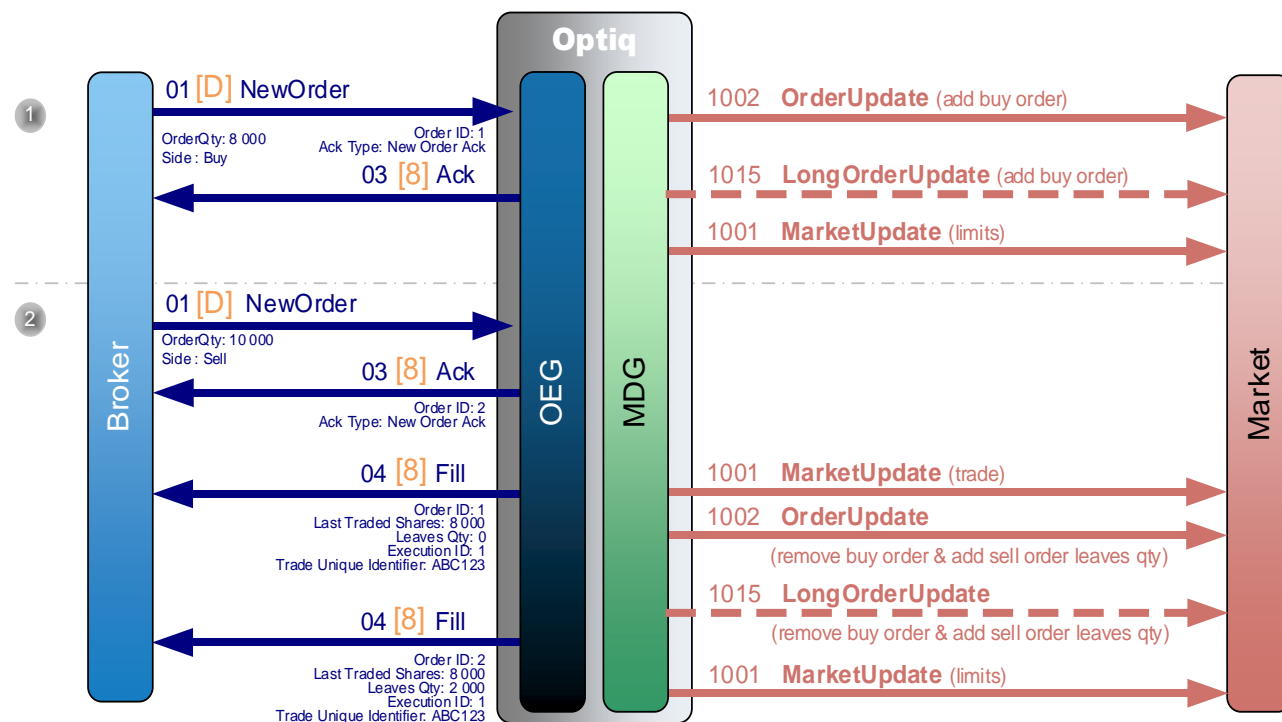 Optiq
1
01 [D] NewOrder
OrderQty: 8 000
Side : Buy
Order ID: 1
Ack Type: New Order Ack
03 [8] Ack
1002 OrderUpdate (add buy order)
1015 LongOrderUpdate (add buy order)
1001 MarketUpdate (limits)
2
01 [D] NewOrder
OrderQty: 10 000
Side : Sell
03 [8] Ack
Order ID: 2
Ack Type: New Order Ack
Broker
OEG
MDG
Market
04 [8] Fill
Order ID: 1
Last Traded Shares: 8 000
Leaves Qty: 0
Execution ID: 1
Trade Unique Identifier: ABC123
1001 MarketUpdate (trade)
1002 OrderUpdate
(remove buy order & add sell order leaves qty)
1015 LongOrderUpdate
(remove buy order & add sell order leaves qty)
04 [8] Fill
Order ID: 2
Last Traded Shares: 8 000
Leaves Qty: 2 000
Execution ID: 1
Trade Unique Identifier: ABC123
1001 MarketUpdate (limits)